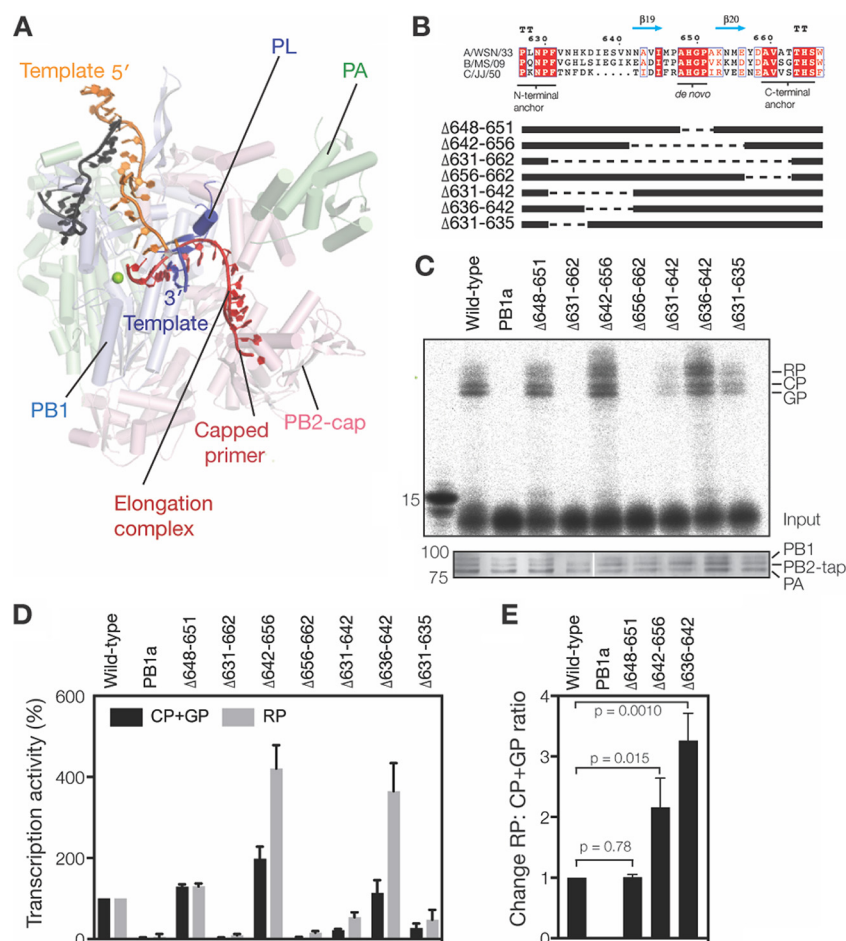 A
Template 5′
PL
PA
3′
Template
PB1
Capped
primer
PB2-cap
Elongation
complex
B
TT β19 β20 TT
630 640 650 660
A/WSN/33 PLNPFVNHKDIESVNNAVIMPAHGPAKNMEYDAVATTHSW
B/MS/09 PLQNPFVGHLSIEGIKEADITPAHGPVKKMDYDAVSGTHSW
C/JJ/50 PKNPFTNFDK.....TADITPAHGPIRKMEYDAVSTTHSF
N-terminal
anchor
de novo
C-terminal
anchor
Δ648-651
Δ642-656
Δ631-662
Δ656-662
Δ631-642
Δ636-642
Δ631-635
C
Wild-type PB1a Δ648-651 Δ631-662 Δ642-656 Δ656-662 Δ631-642 Δ636-642 Δ631-635
RP
CP
GP
15
Input
100
75
PB1
PB2-tap
PA
D
Wild-type PB1a Δ648-651 Δ631-662 Δ642-656 Δ656-662 Δ631-642 Δ636-642 Δ631-635
Transcription activity (%)
600
400
200
0
CP+GP RP
E
Wild-type PB1a Δ648-651 Δ642-656 Δ636-642
Change RP: CP+GP ratio
4
3
2
1
0
p = 0.0010
p = 0.015
p = 0.78